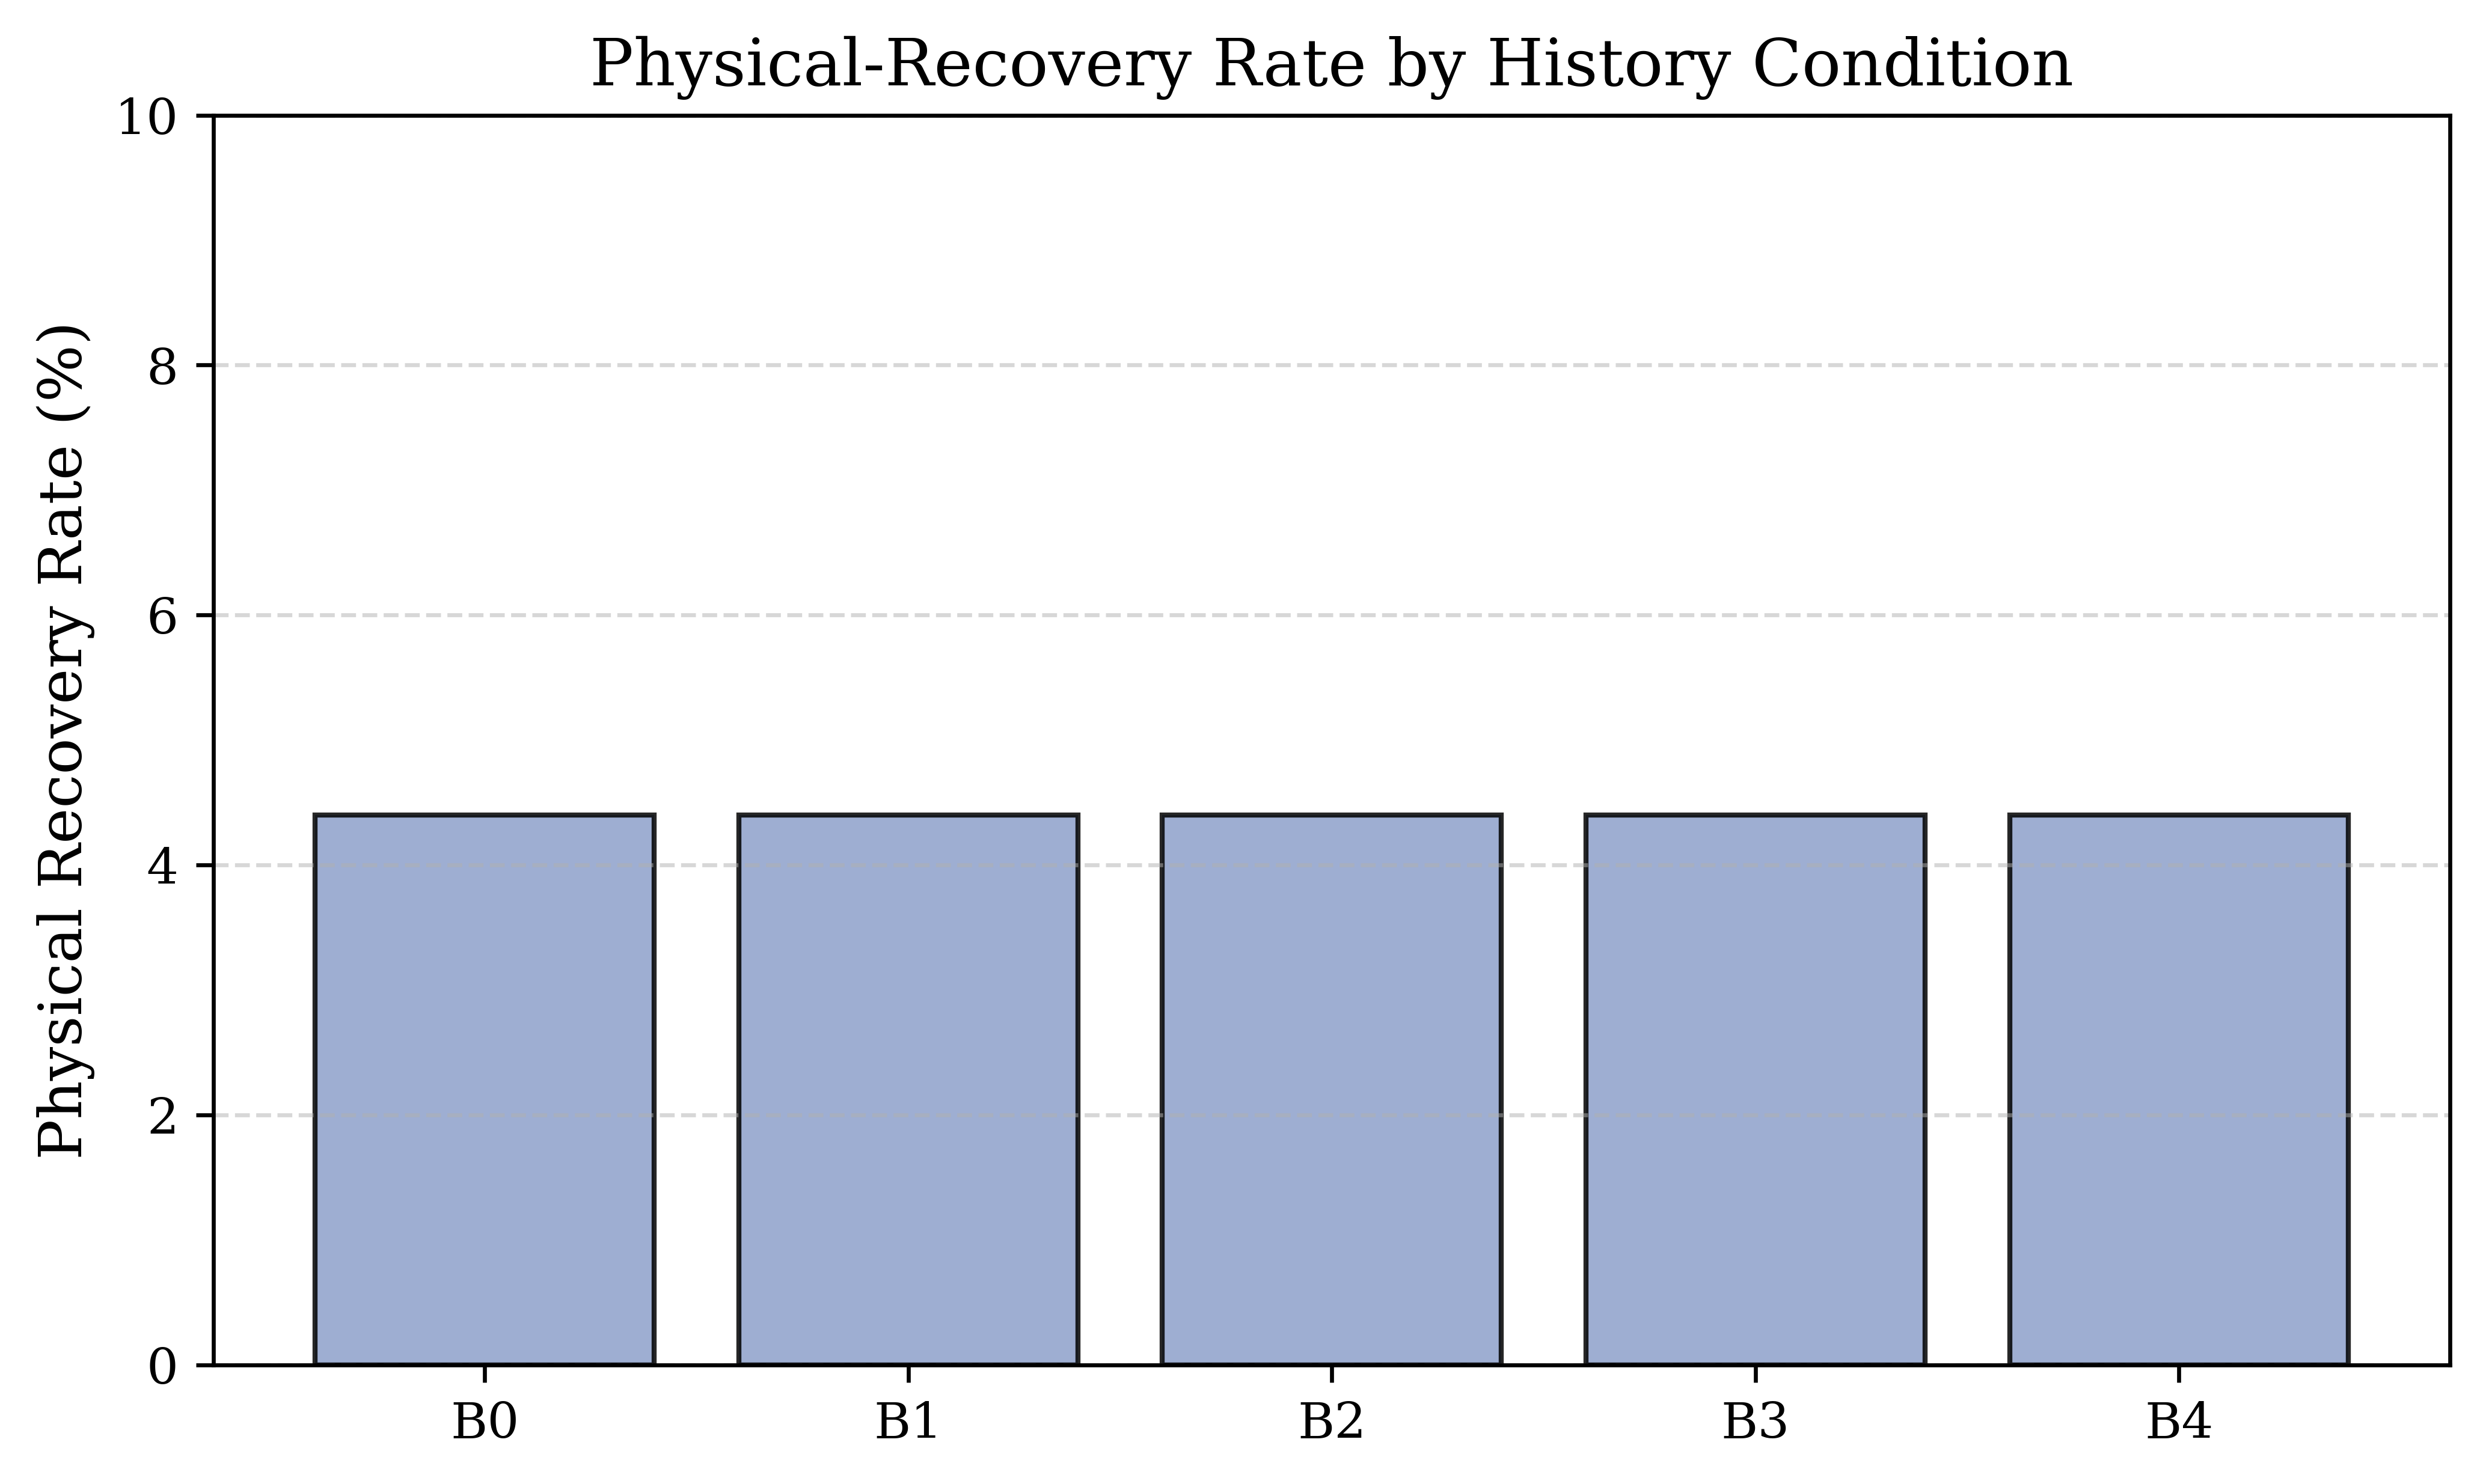 Physical-Recovery Rate by History Condition
Physical Recovery Rate (%)
10
8
6
4
2
0
B0 B1 B2 B3 B4